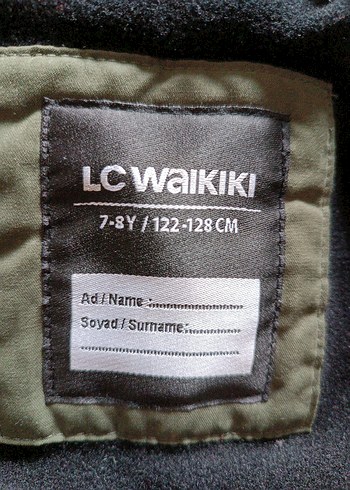 LC WAIKIKI
7-8Y / 122-128 CM
Ad / Name :....................
Soyad / Surname:.............
........................................